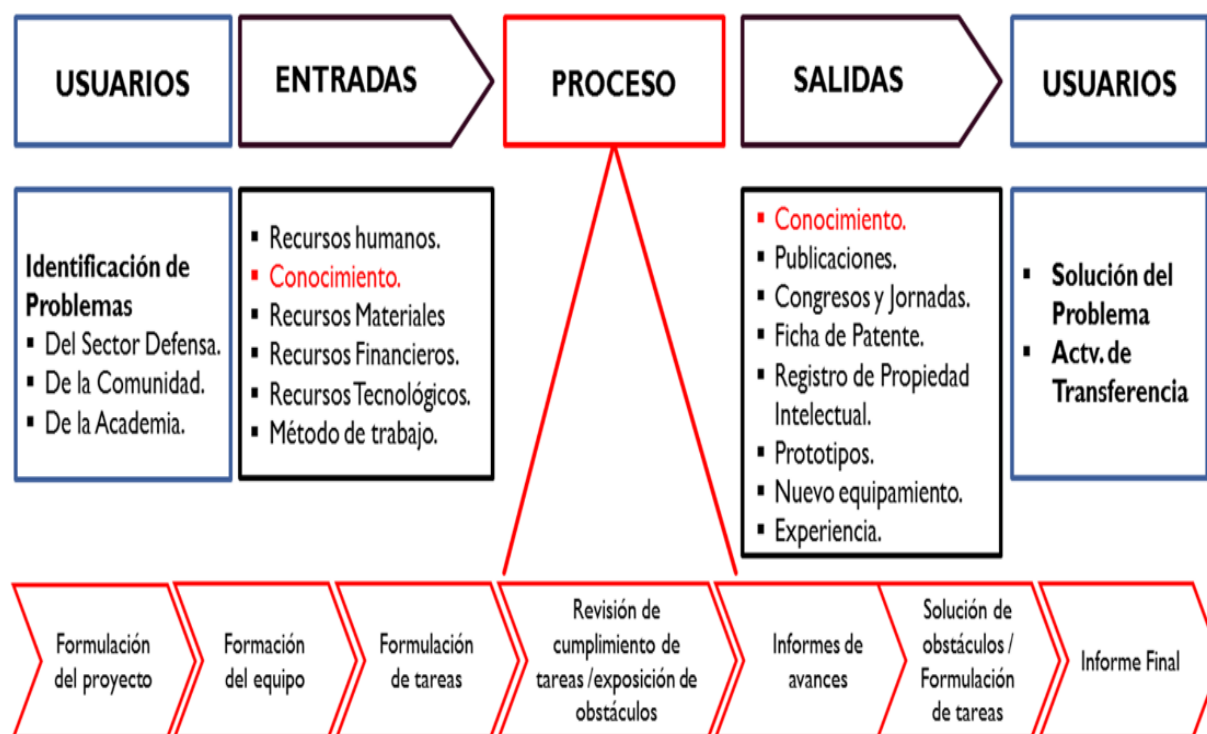 USUARIOS
ENTRADAS
PROCESO
SALIDAS
USUARIOS
Identificación de
Problemas
▪ Del Sector Defensa.
▪ De la Comunidad.
▪ De la Academia.
▪ Recursos humanos.
▪ Conocimiento.
▪ Recursos Materiales
▪ Recursos Financieros.
▪ Recursos Tecnológicos.
▪ Método de trabajo.
▪ Conocimiento.
▪ Publicaciones.
▪ Congresos y Jornadas.
▪ Ficha de Patente.
▪ Registro de Propiedad
Intelectual.
▪ Prototipos.
▪ Nuevo equipamiento.
▪ Experiencia.
▪ Solución del
Problema
▪ Actv. de
Transferencia
Formulación
del proyecto
Formación
del equipo
Formulación
de tareas
Revisión de
cumplimiento de
tareas /exposición de
obstáculos
Informes de
avances
Solución de
obstáculos /
Formulación
de tareas
Informe Final